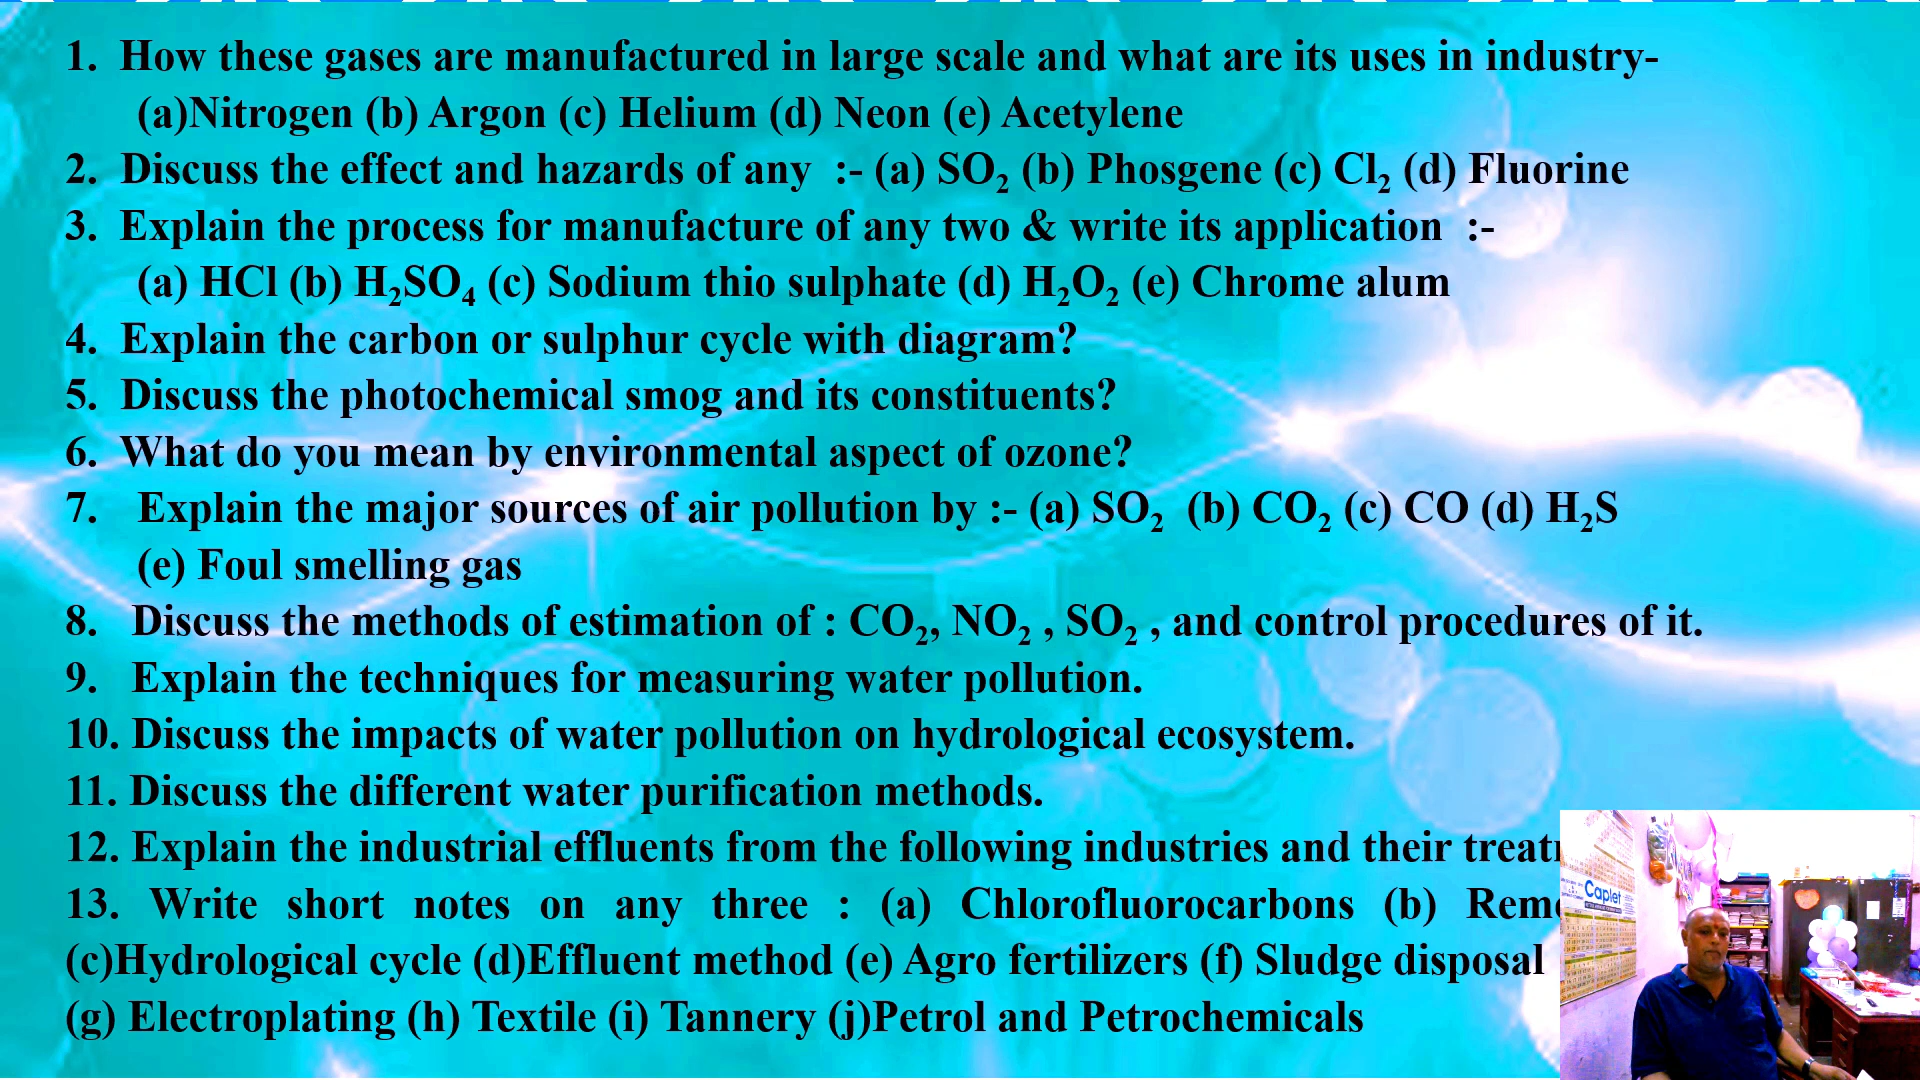 1. How these gases are manufactured in large scale and what are its uses in industry-
(a)Nitrogen (b) Argon (c) Helium (d) Neon (e) Acetylene
2. Discuss the effect and hazards of any :- (a) SO₂ (b) Phosgene (c) Cl₂ (d) Fluorine
3. Explain the process for manufacture of any two & write its application :-
(a) HCl (b) H₂SO₄ (c) Sodium thio sulphate (d) H₂O₂ (e) Chrome alum
4. Explain the carbon or sulphur cycle with diagram?
5. Discuss the photochemical smog and its constituents?
6. What do you mean by environmental aspect of ozone?
7. Explain the major sources of air pollution by :- (a) SO₂ (b) CO₂ (c) CO (d) H₂S
(e) Foul smelling gas
8. Discuss the methods of estimation of : CO₂, NO₂ , SO₂ , and control procedures of it.
9. Explain the techniques for measuring water pollution.
10. Discuss the impacts of water pollution on hydrological ecosystem.
11. Discuss the different water purification methods.
12. Explain the industrial effluents from the following industries and their
13. Write short notes on any three : (a) Chlorofluorocarbons (b)
(c)Hydrological cycle (d)Effluent method (e) Agro fertilizers (f) Sludge disposal
(g) Electroplating (h) Textile (i) Tannery (j)Petrol and Petrochemicals
Caplet